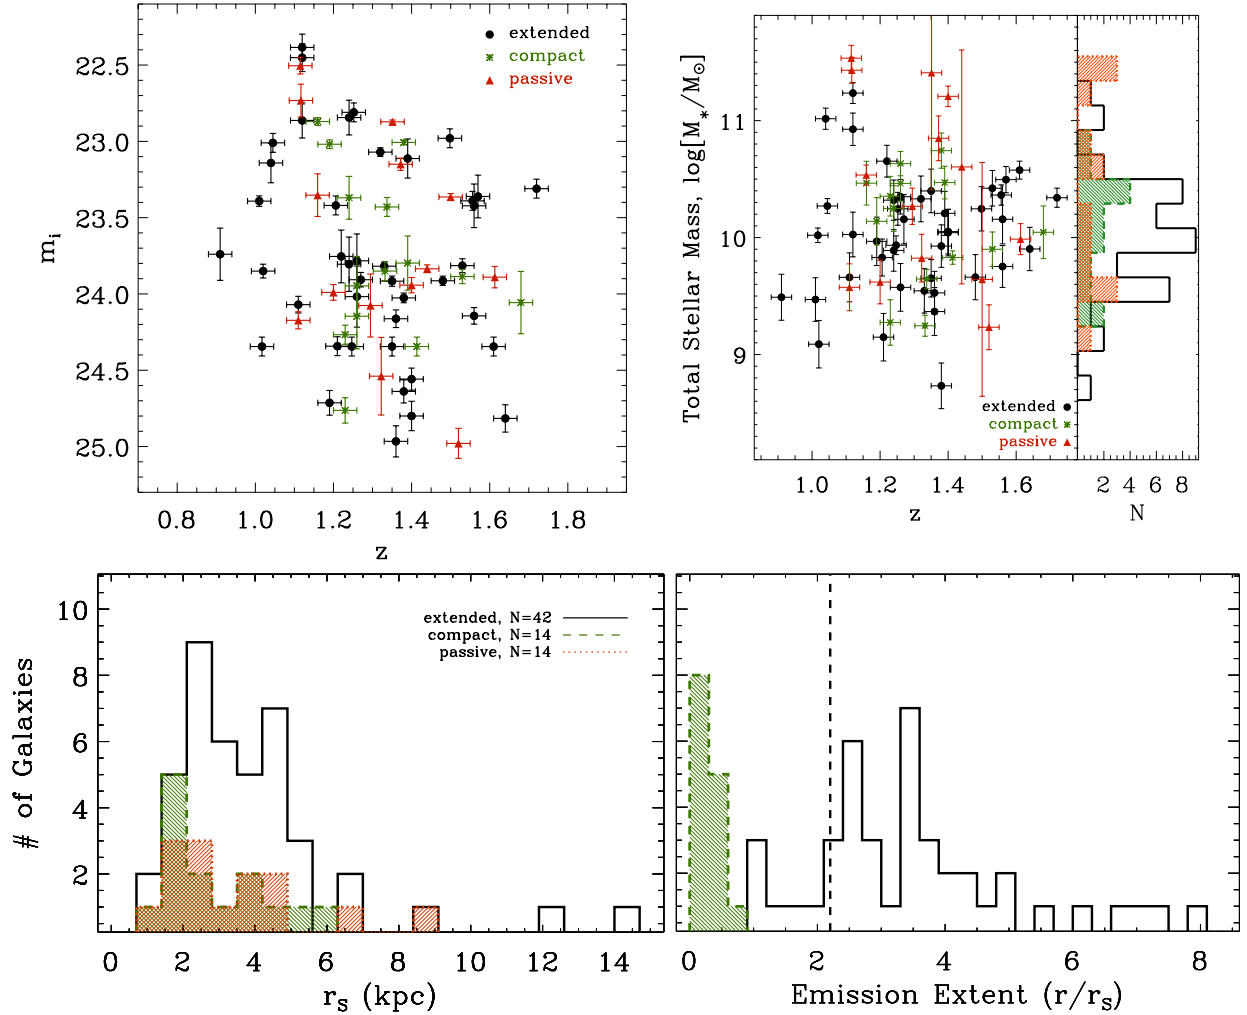 22.5
23.0
23.5
24.0
24.5
25.0
m_i
0.8 1.0 1.2 1.4 1.6 1.8
z
extended
compact
passive
Total Stellar Mass, log[M_*/M_⊙]
11
10
9
1.0 1.2 1.4 1.6
z
extended
compact
passive
2 4 6 8
N
# of Galaxies
10
8
6
4
2
extended, N=42
compact, N=14
passive, N=14
0 2 4 6 8 10 12 14
r_s (kpc)
0 2 4 6 8
Emission Extent (r/r_s)